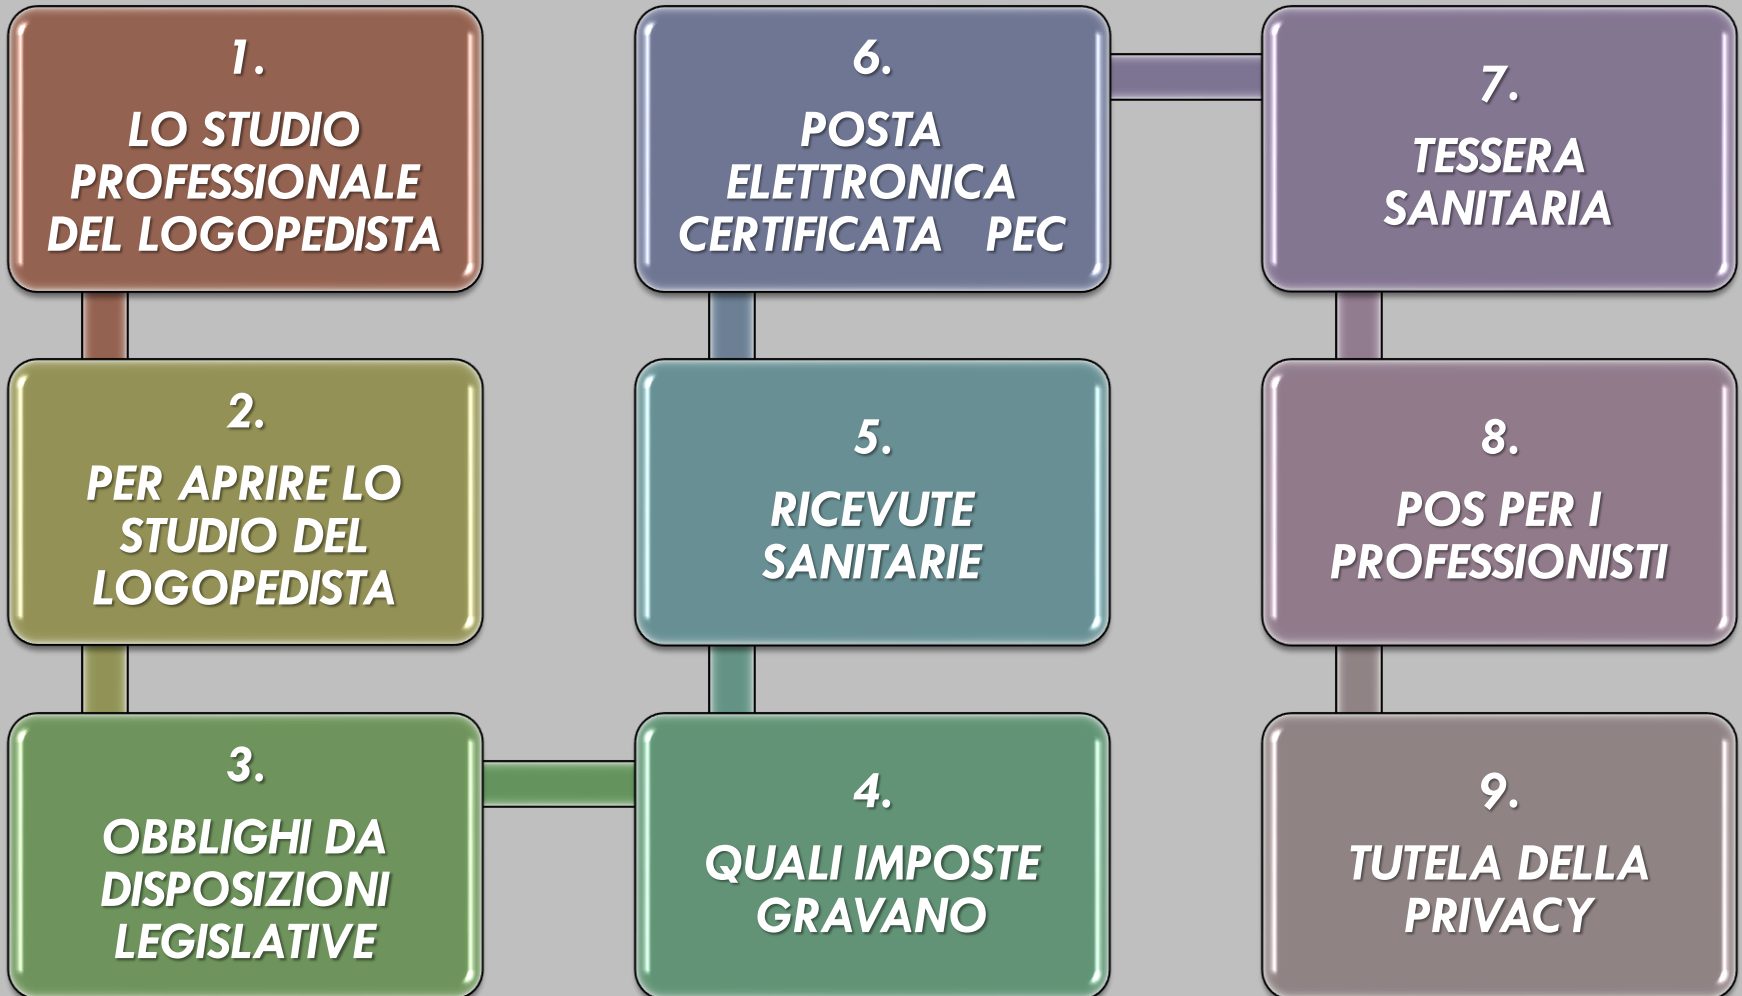 1.
LO STUDIO
PROFESSIONALE
DEL LOGOPEDISTA
2.
PER APRIRE LO
STUDIO DEL
LOGOPEDISTA
3.
OBBLIGHI DA
DISPOSIZIONI
LEGISLATIVE
4.
QUALI IMPOSTE
GRAVANO
5.
RICEVUTE
SANITARIE
6.
POSTA
ELETTRONICA
CERTIFICATA PEC
7.
TESSERA
SANITARIA
8.
POS PER I
PROFESSIONISTI
9.
TUTELA DELLA
PRIVACY